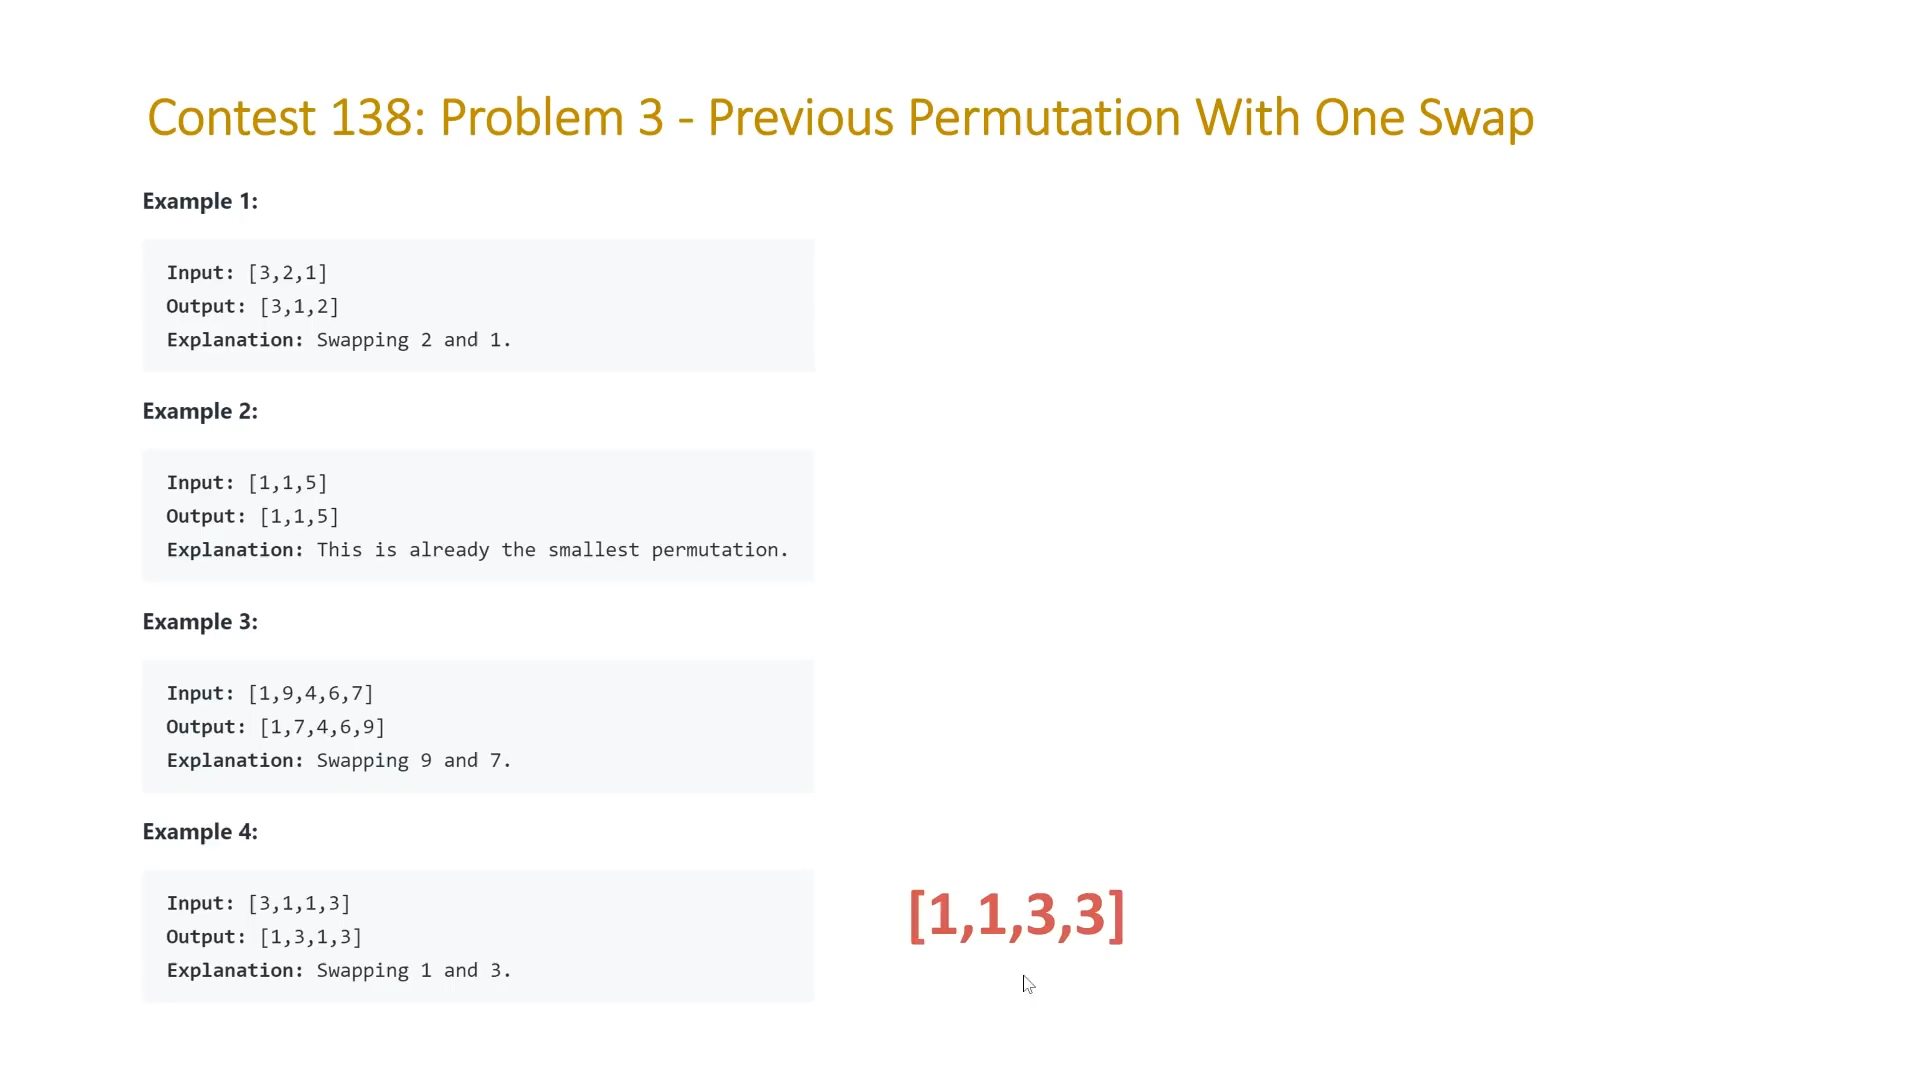 Contest 138: Problem 3 - Previous Permutation With One Swap
Example 1:
Input: [3,2,1]
Output: [3,1,2]
Explanation: Swapping 2 and 1.
Example 2:
Input: [1,1,5]
Output: [1,1,5]
Explanation: This is already the smallest permutation.
Example 3:
Input: [1,9,4,6,7]
Output: [1,7,4,6,9]
Explanation: Swapping 9 and 7.
Example 4:
Input: [3,1,1,3]
Output: [1,3,1,3]
Explanation: Swapping 1 and 3.
[1,1,3,3]